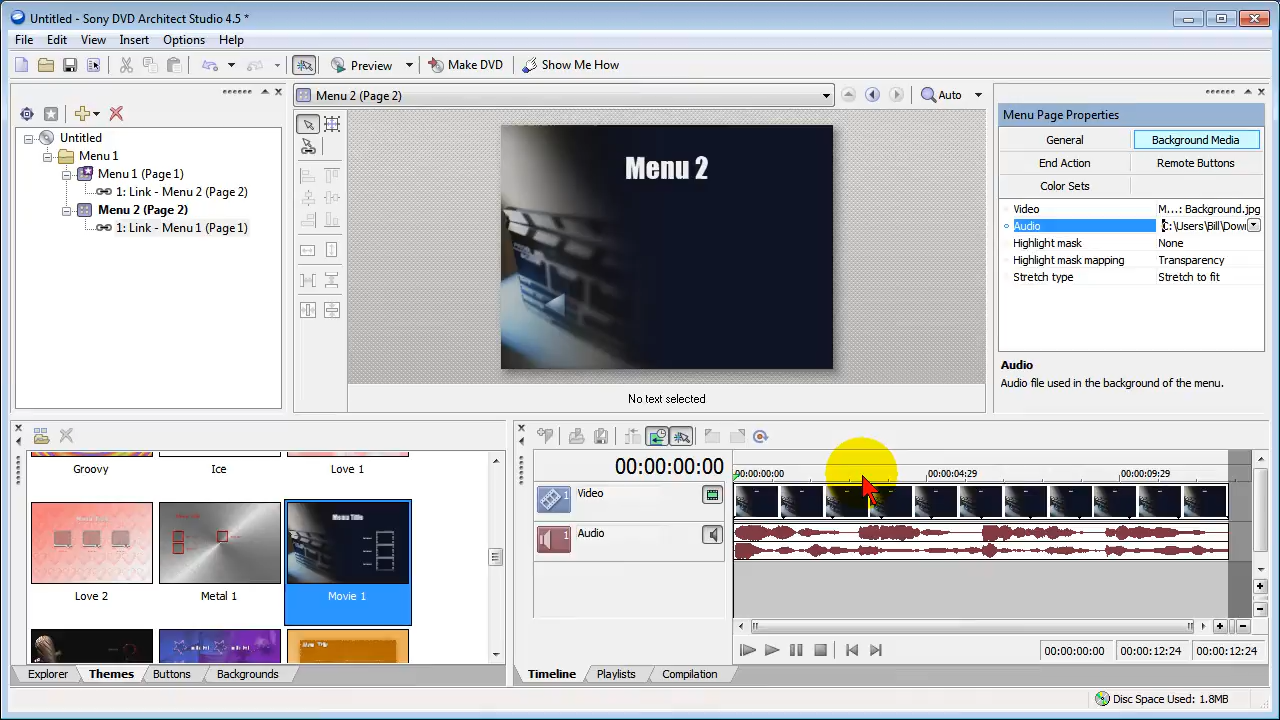 Untitled - Sony DVD Architect Studio 4.5 *
File Edit View Insert Options Help
Preview Make DVD Show Me How
Menu 2 (Page 2)
Auto
Untitled
Menu 1
Menu 1 (Page 1)
1: Link - Menu 2 (Page 2)
Menu 2 (Page 2)
1: Link - Menu 1 (Page 1)
Menu 2
No text selected
Menu Page Properties
General Background Media
End Action Remote Buttons
Color Sets
Video M...: Background.jpg
Audio C:\Users\Bill\Dow
Highlight mask None
Highlight mask mapping Transparency
Stretch type Stretch to fit
Audio
Audio file used in the background of the menu.
Groovy Ice Love 1
Menu Title
Love 2 Metal 1 Movie 1
Menu Title
Explorer Themes Buttons Backgrounds
00:00:00:00
00:00:00:00 00:00:04:29 00:00:09:29
1 Video
1 Audio
00:00:00:00 00:00:12:24 00:00:12:24
Timeline Playlists Compilation
Disc Space Used: 1.8MB